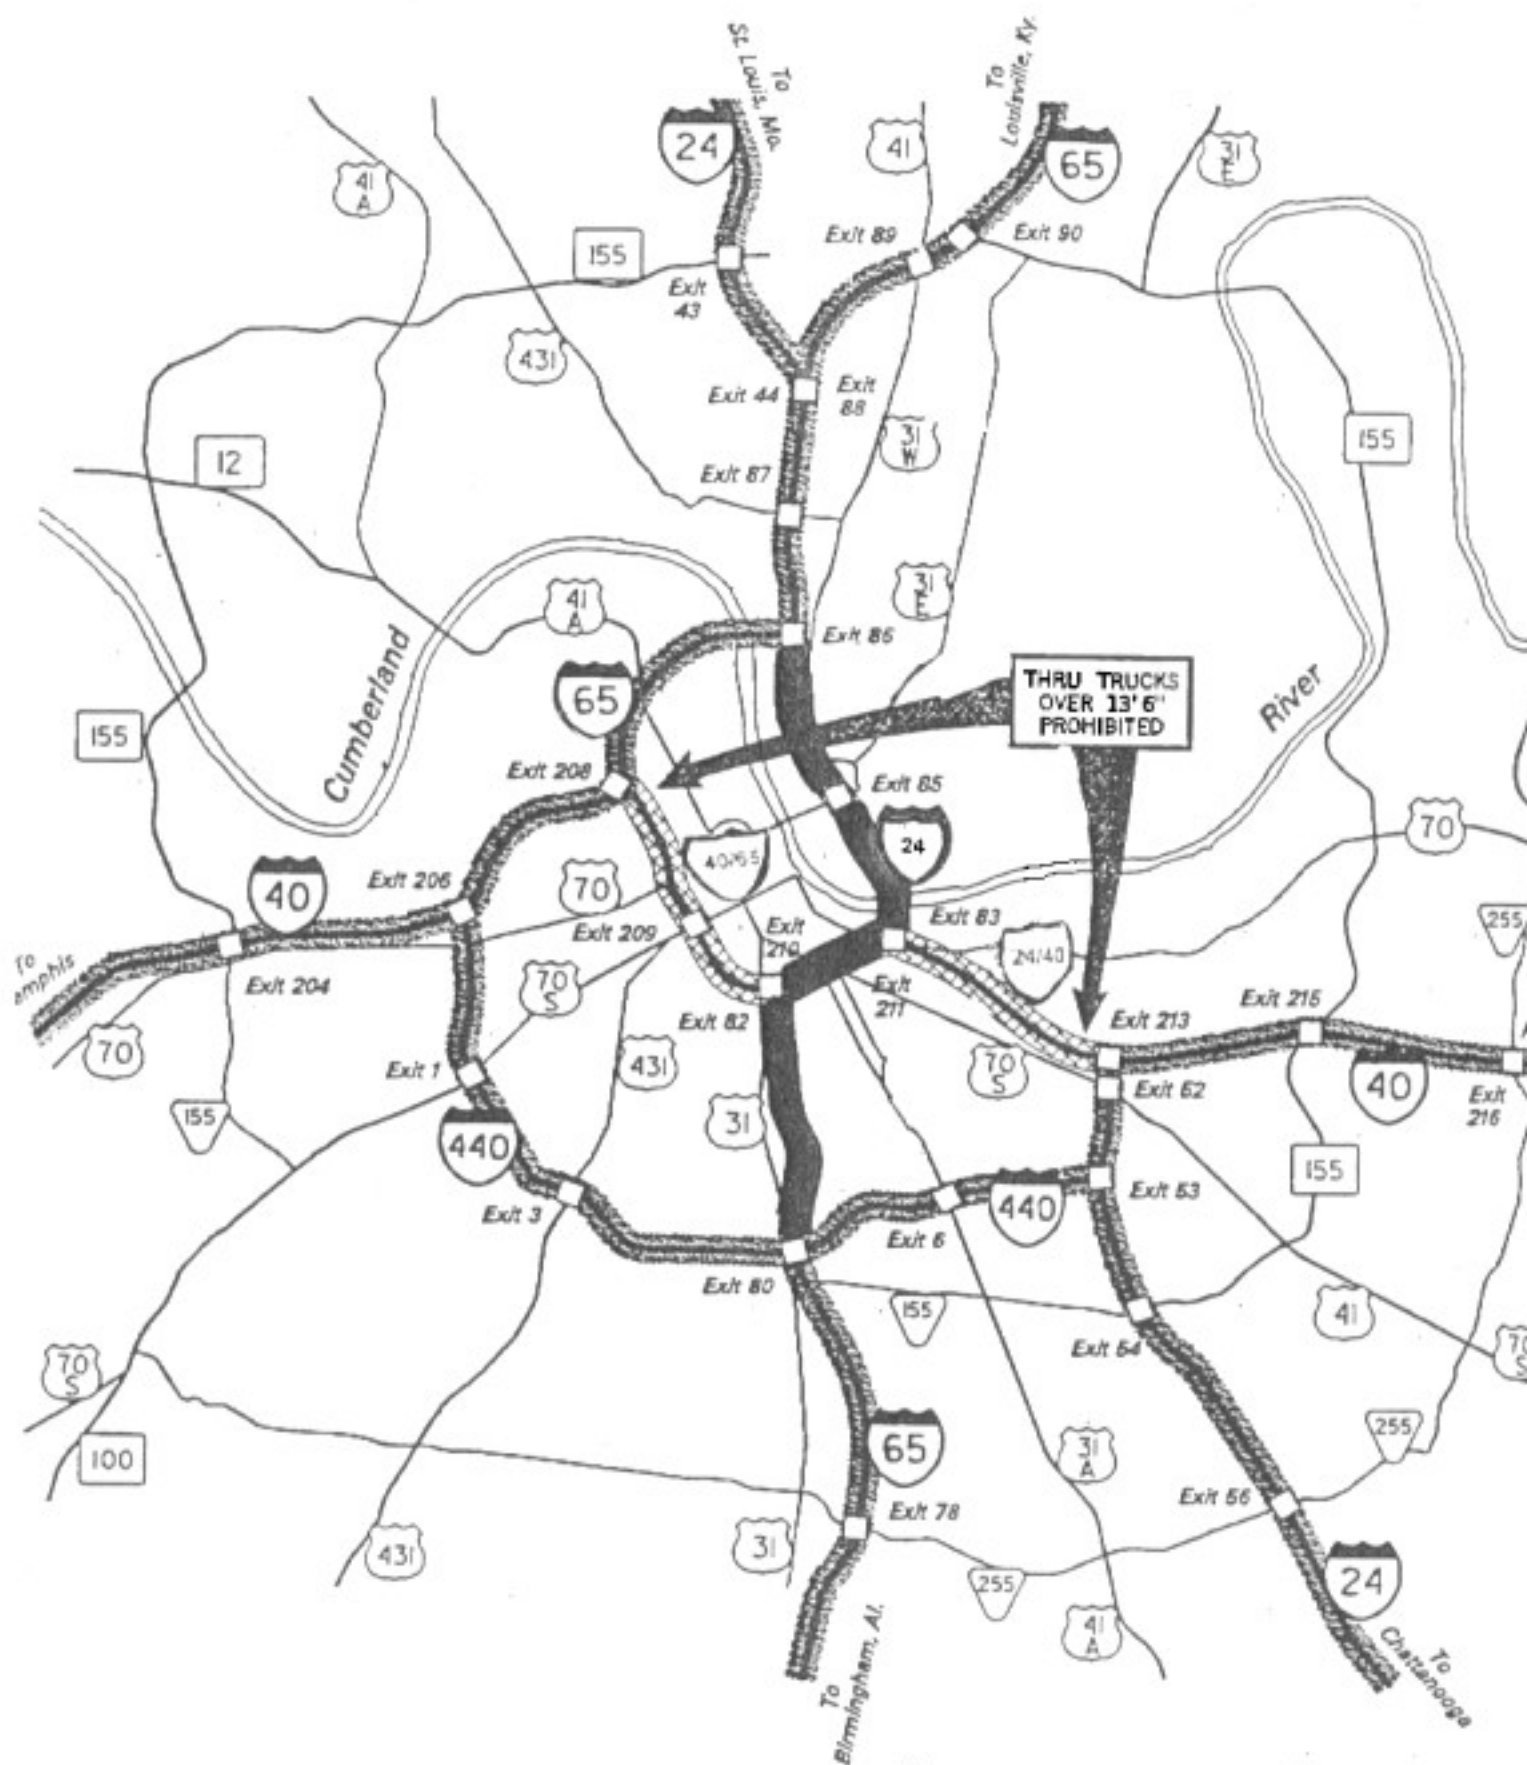 To
St. Louis, Mo.
To
Louisville, Ky.
24
41
65
31
E
41
A
155
Exit 89
Exit 90
Exit
43
431
Exit 44
Exit
88
31
W
155
12
Exit 87
41
A
31
E
Exit 86
Cumberland
65
THRU TRUCKS
OVER 13'6"
PROHIBITED
River
155
Exit 208
Exit 85
24
70
40/65
Exit 206
70
40
Exit 209
Exit
210
Exit 83
255
24/40
To
emphis
Exit 204
70
S
Exit
211
Exit 215
Exit 82
Exit 213
70
Exit 1
431
70
S
Exit 52
40
Exit
216
155
440
31
155
Exit 53
Exit 3
440
Exit 6
Exit 80
155
41
Exit 54
70
S
70
S
100
65
31
A
255
Exit 56
Exit 78
431
31
255
24
41
A
To
Birmingham, Al.
To
Chattanooga